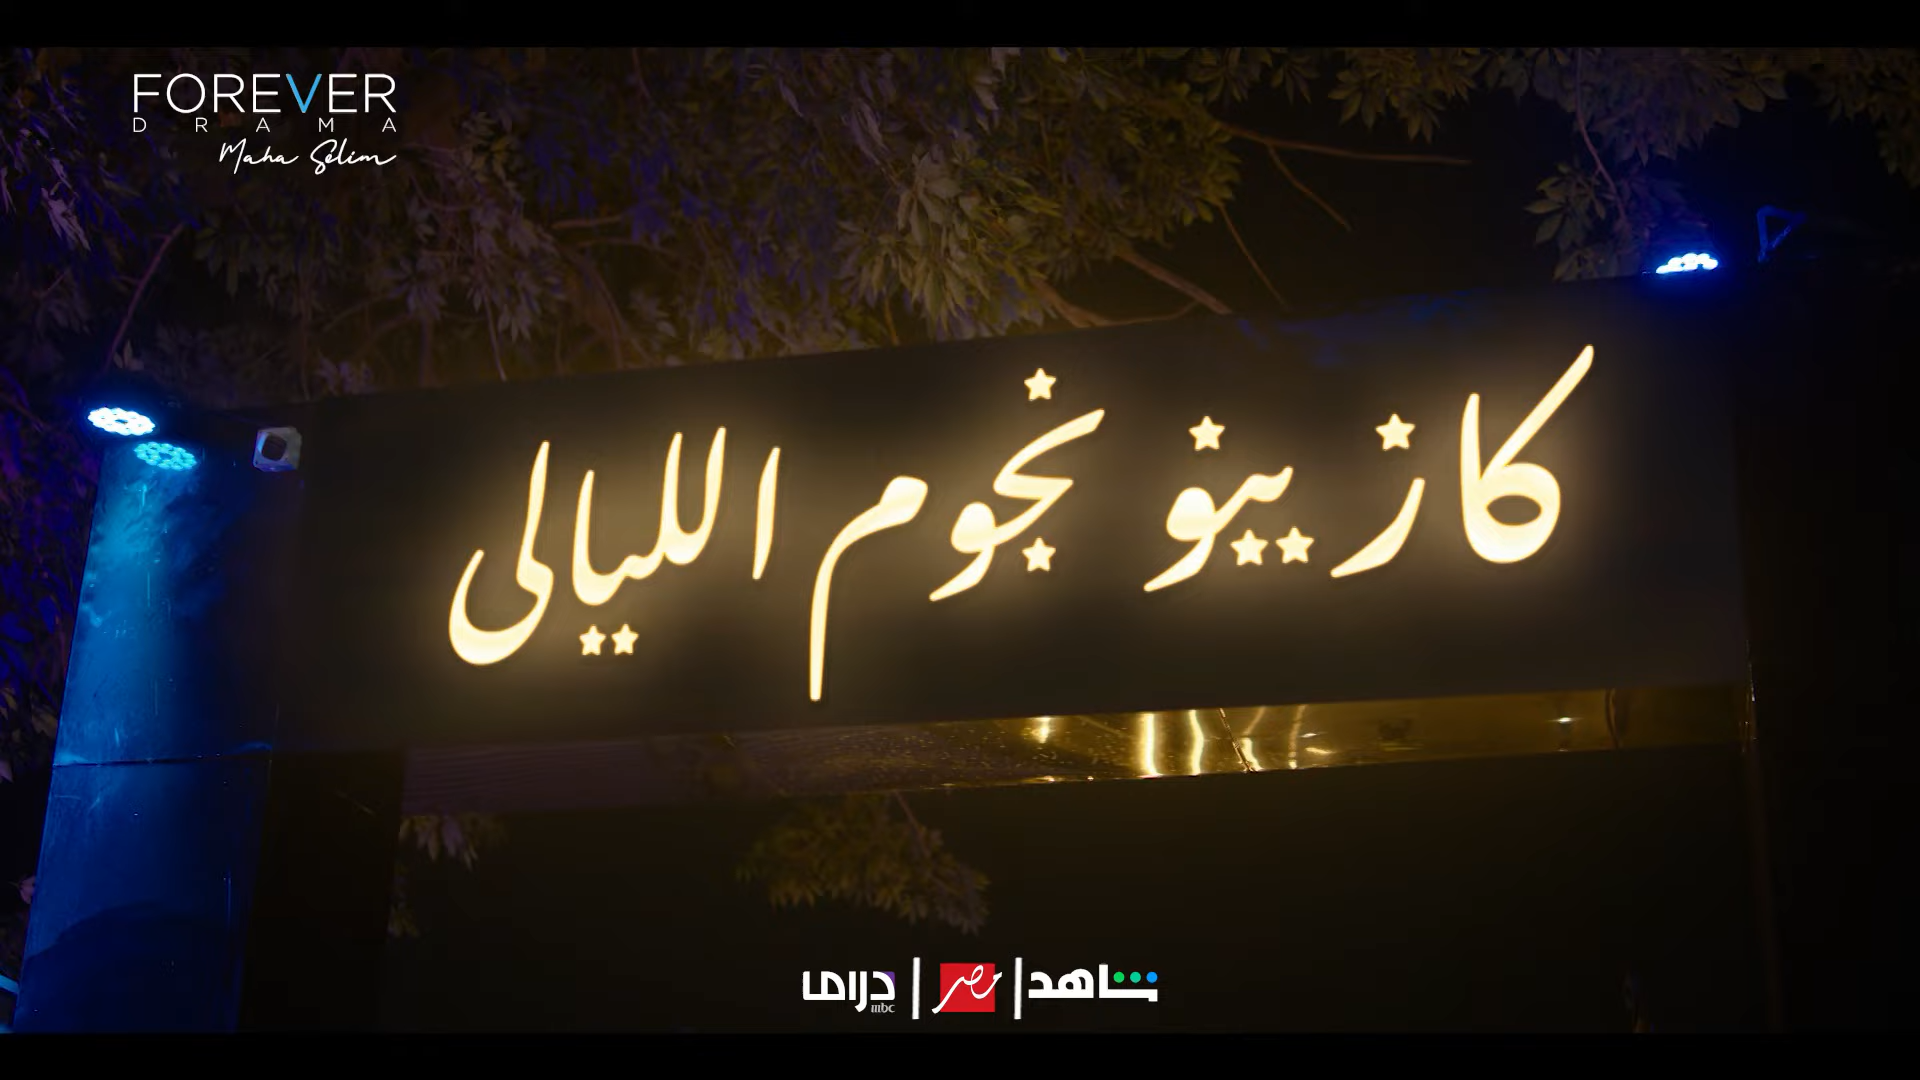 FOREVER
DRAMA
Maha Selim
كازينو نجوم الليالى
شاهد | مصر | دراما
mbc